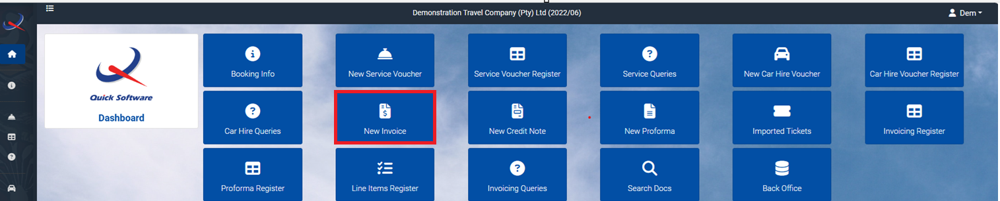 Demonstration Travel Company (Pty) Ltd (2022/06)
Dem
Quick Software
Dashboard
Booking Info
New Service Voucher
Service Voucher Register
Service Queries
New Car Hire Voucher
Car Hire Voucher Register
Car Hire Queries
New Invoice
New Credit Note
New Proforma
Imported Tickets
Invoicing Register
Proforma Register
Line Items Register
Invoicing Queries
Search Docs
Back Office